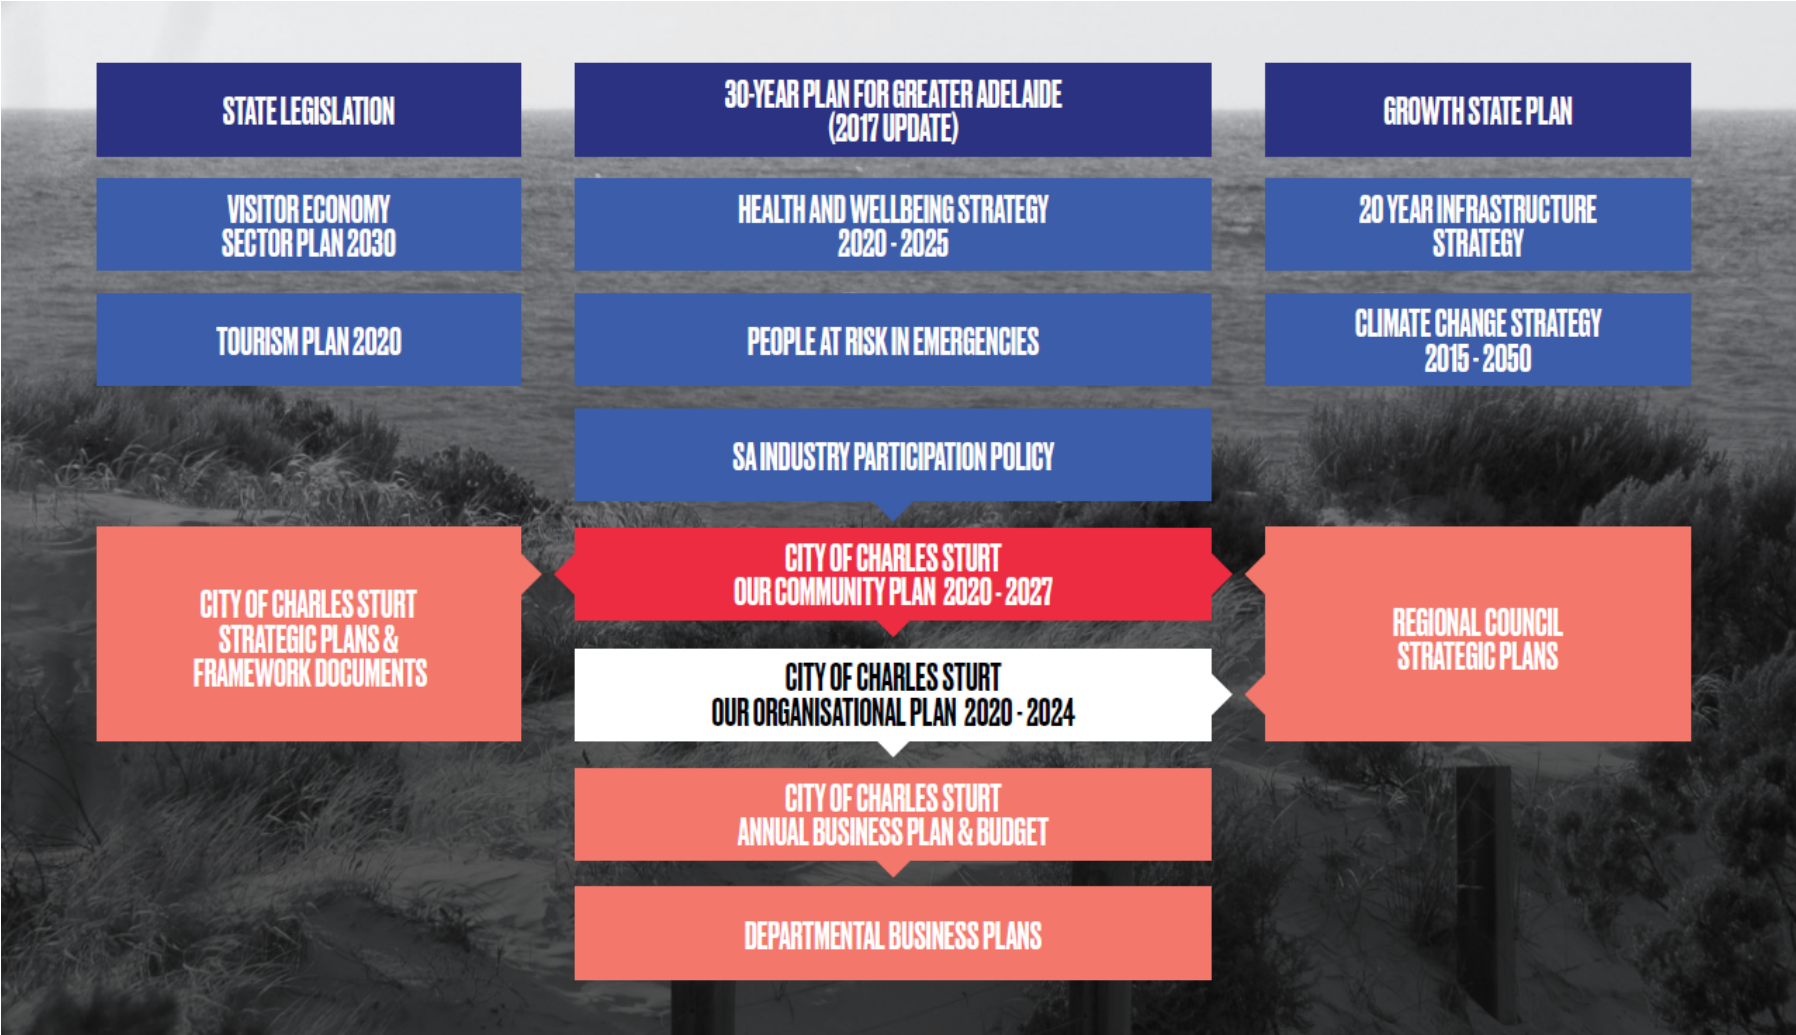 STATE LEGISLATION
30-YEAR PLAN FOR GREATER ADELAIDE
(2017 UPDATE)
GROWTH STATE PLAN
VISITOR ECONOMY
SECTOR PLAN 2030
HEALTH AND WELLBEING STRATEGY
2020 - 2025
20 YEAR INFRASTRUCTURE
STRATEGY
TOURISM PLAN 2020
PEOPLE AT RISK IN EMERGENCIES
CLIMATE CHANGE STRATEGY
2015 - 2050
SA INDUSTRY PARTICIPATION POLICY
CITY OF CHARLES STURT
STRATEGIC PLANS &
FRAMEWORK DOCUMENTS
CITY OF CHARLES STURT
OUR COMMUNITY PLAN 2020 - 2027
REGIONAL COUNCIL
STRATEGIC PLANS
CITY OF CHARLES STURT
OUR ORGANISATIONAL PLAN 2020 - 2024
CITY OF CHARLES STURT
ANNUAL BUSINESS PLAN & BUDGET
DEPARTMENTAL BUSINESS PLANS